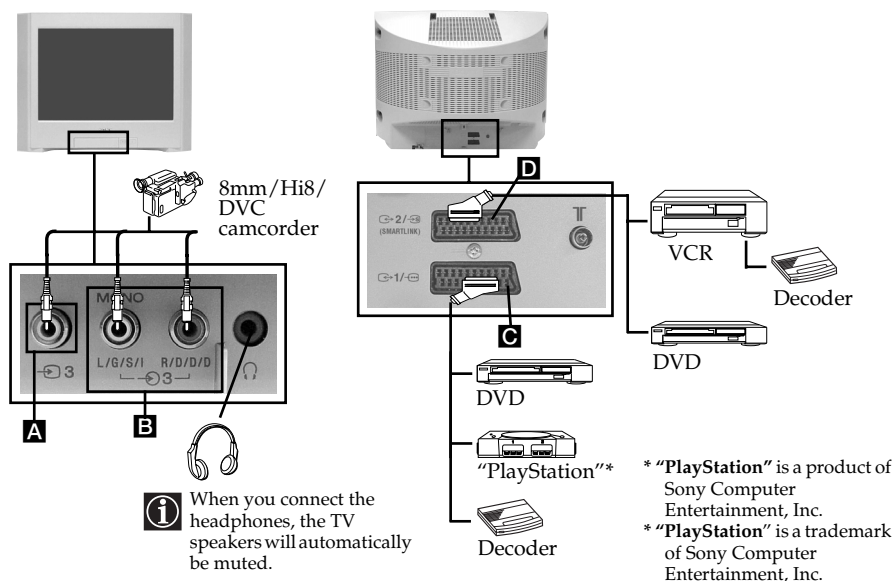 8mm/Hi8/
DVC
camcorder
MONO
L/G/S/I R/D/D/D
3
3
A
B
When you connect the
headphones, the TV
speakers will automatically
be muted.
D
2/
(SMARTLINK)
1/
C
VCR
Decoder
DVD
DVD
“PlayStation”*
Decoder
* “PlayStation” is a product of
Sony Computer
Entertainment, Inc.
* “PlayStation” is a trademark
of Sony Computer
Entertainment, Inc.